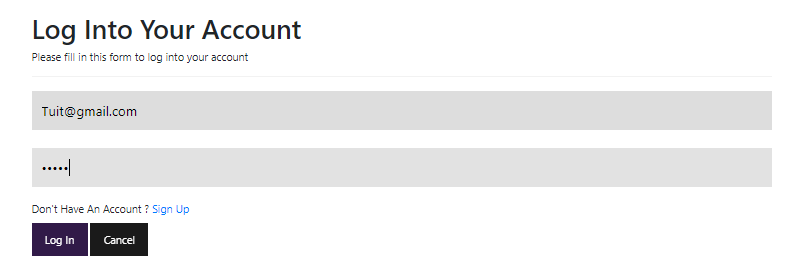 Log Into Your Account
Please fill in this form to log into your account
Tuit@gmail.com
•••••
Don't Have An Account ? Sign Up
Log In Cancel